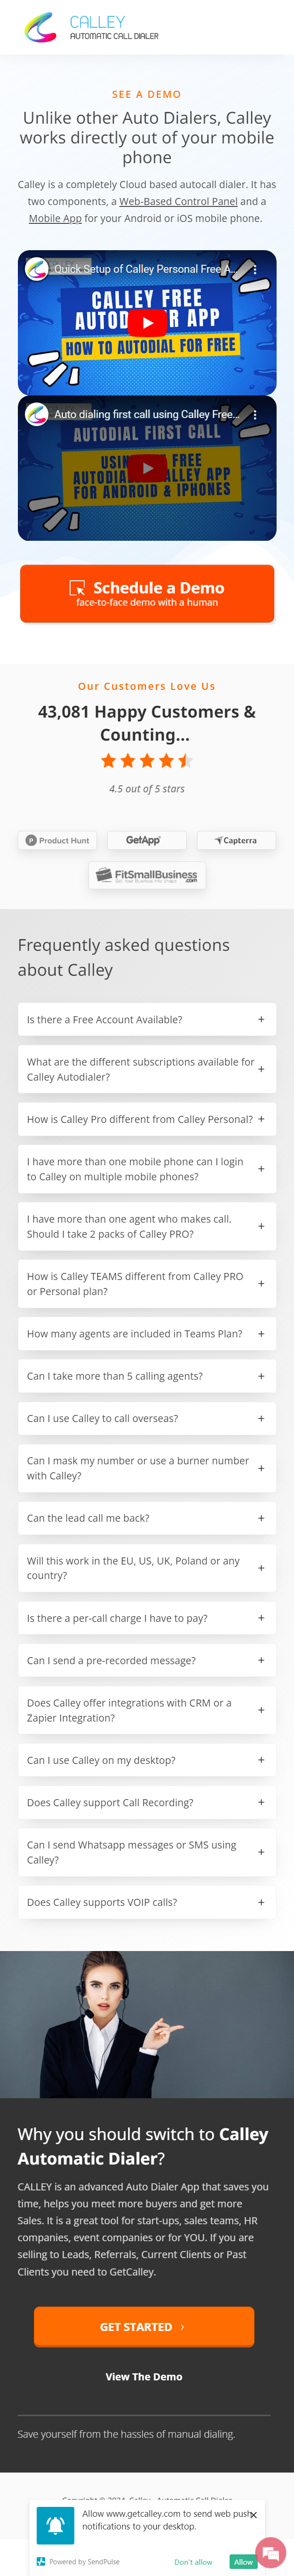 CALLEY
AUTOMATIC CALL DIALER
SEE A DEMO
Unlike other Auto Dialers, Calley
works directly out of your mobile
phone
Calley is a completely Cloud based autocall dialer. It has
two components, a Web-Based Control Panel and a
Mobile App for your Android or iOS mobile phone.
Quick Setup of Calley Personal Free A...
CALLEY FREE
AUTODIALER APP
HOW TO AUTODIAL FOR FREE
Auto dialing first call using Calley Free...
AUTODIAL FIRST CALL
AUTODIAL CALLEY APP
FOR ANDROID & IPHONES
Schedule a Demo
face-to-face demo with a human
Our Customers Love Us
43,081 Happy Customers &
Counting...
4.5 out of 5 stars
Product Hunt
GetApp
Capterra
FitSmallBusiness
.com
Frequently asked questions
about Calley
Is there a Free Account Available? +
What are the different subscriptions available for
Calley Autodialer? +
How is Calley Pro different from Calley Personal? +
I have more than one mobile phone can I login
to Calley on multiple mobile phones? +
I have more than one agent who makes call.
Should I take 2 packs of Calley PRO? +
How is Calley TEAMS different from Calley PRO
or Personal plan? +
How many agents are included in Teams Plan? +
Can I take more than 5 calling agents? +
Can I use Calley to call overseas? +
Can I mask my number or use a burner number
with Calley? +
Can the lead call me back? +
Will this work in the EU, US, UK, Poland or any
country? +
Is there a per-call charge I have to pay? +
Can I send a pre-recorded message? +
Does Calley offer integrations with CRM or a
Zapier Integration? +
Can I use Calley on my desktop? +
Does Calley support Call Recording? +
Can I send Whatsapp messages or SMS using
Calley? +
Does Calley supports VOIP calls? +
Why you should switch to Calley
Automatic Dialer?
CALLEY is an advanced Auto Dialer App that saves you
time, helps you meet more buyers and get more
Sales. It is a great tool for start-ups, sales teams, HR
companies, event companies or for YOU. If you are
selling to Leads, Referrals, Current Clients or Past
Clients you need to GetCalley.
GET STARTED >
View The Demo
Save yourself from the hassles of manual dialing.
Copyright © 2024, Calley - Automatic Call Dialer
Allow www.getcalley.com to send web push
notifications to your desktop.
Powered by SendPulse
Don't allow
Allow